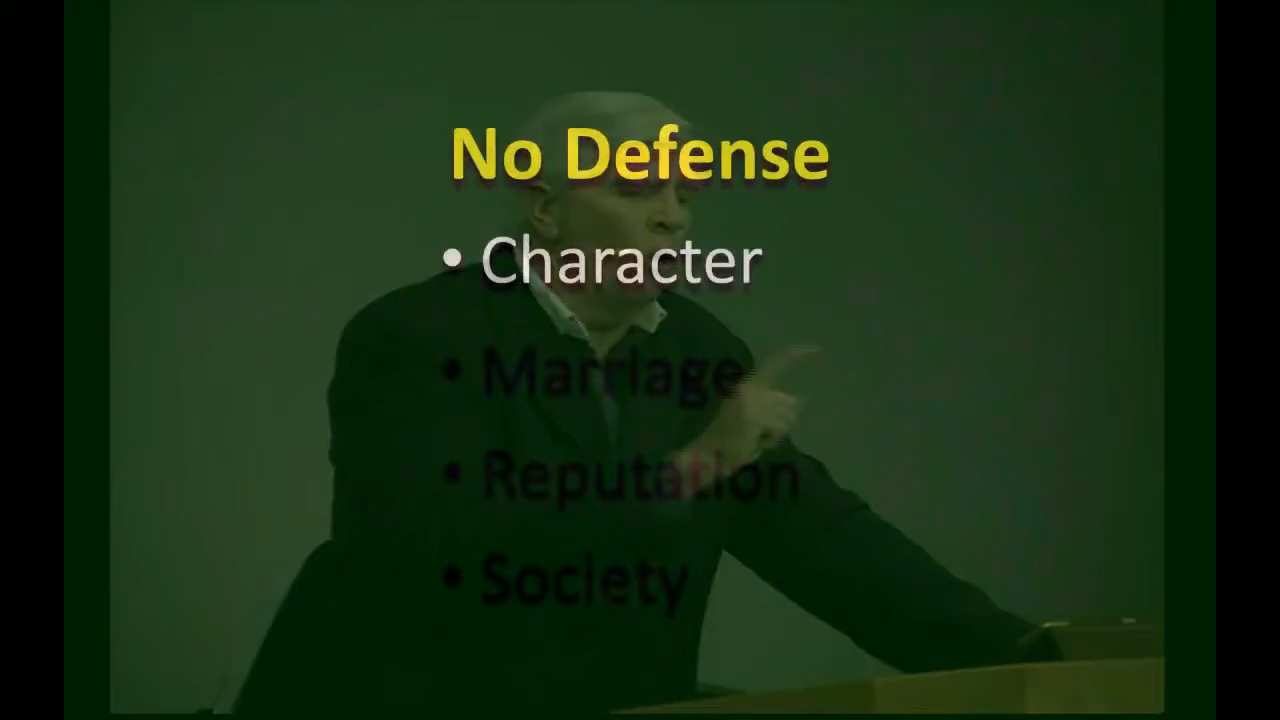 No Defense
• Character
• Marriage
• Reputation
• Society